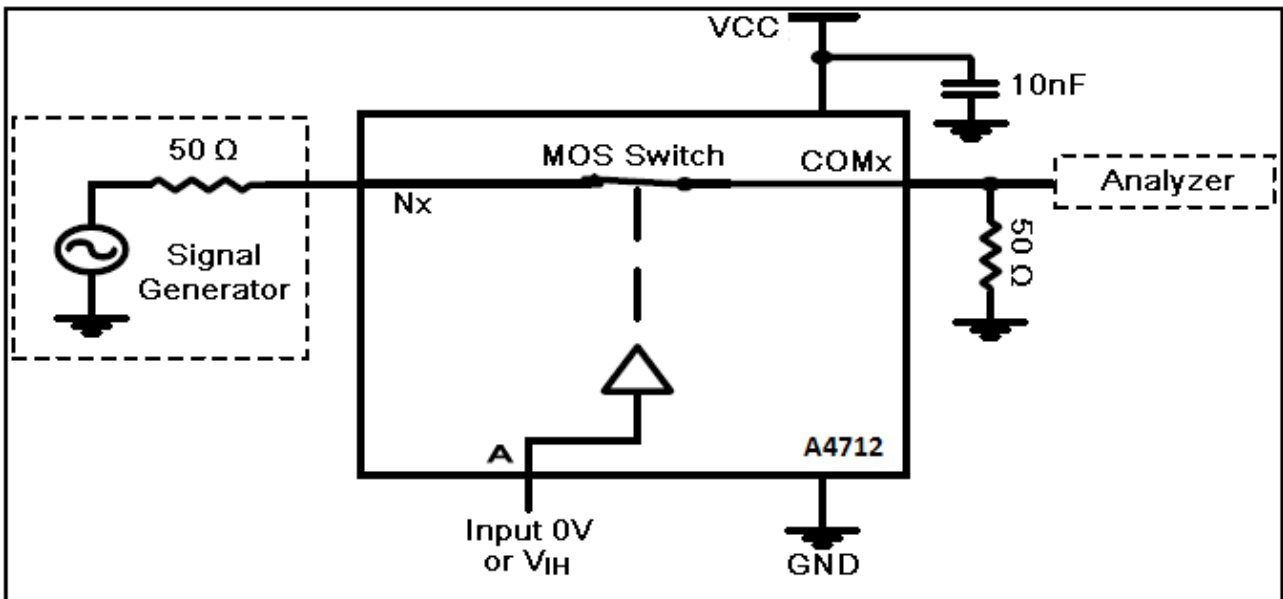 VCC
10nF
50 Ω
MOS Switch
COMx
Analyzer
Nx
Signal
Generator
50 Ω
A
A4712
Input 0V
or VIH
GND